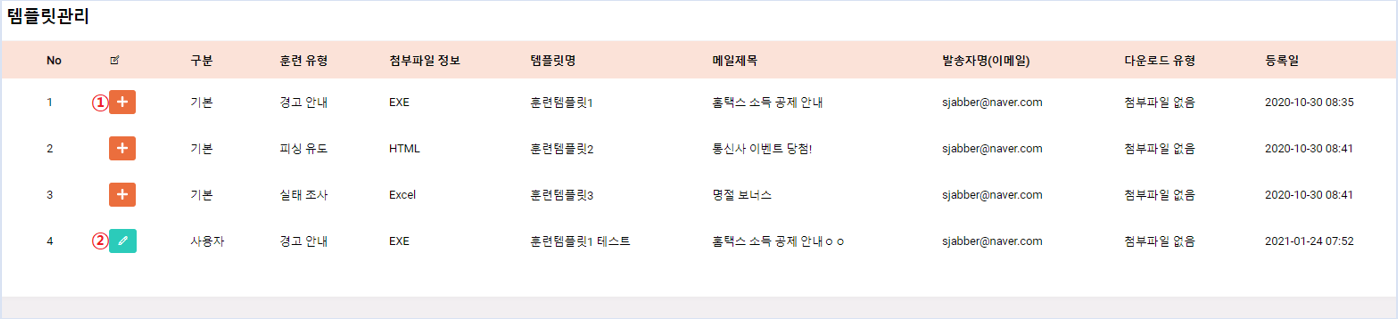 템플릿관리
No 구분 훈련 유형 첨부파일 정보 템플릿명 메일제목 발송자명(이메일) 다운로드 유형 등록일
1 ① 기본 경고 안내 EXE 훈련템플릿1 홈택스 소득 공제 안내 sjabber@naver.com 첨부파일 없음 2020-10-30 08:35
2 기본 피싱 유도 HTML 훈련템플릿2 통신사 이벤트 당첨! sjabber@naver.com 첨부파일 없음 2020-10-30 08:41
3 기본 실태 조사 Excel 훈련템플릿3 명절 보너스 sjabber@naver.com 첨부파일 없음 2020-10-30 08:41
4 ② 사용자 경고 안내 EXE 훈련템플릿1 테스트 홈택스 소득 공제 안내ㅇㅇ sjabber@naver.com 첨부파일 없음 2021-01-24 07:52